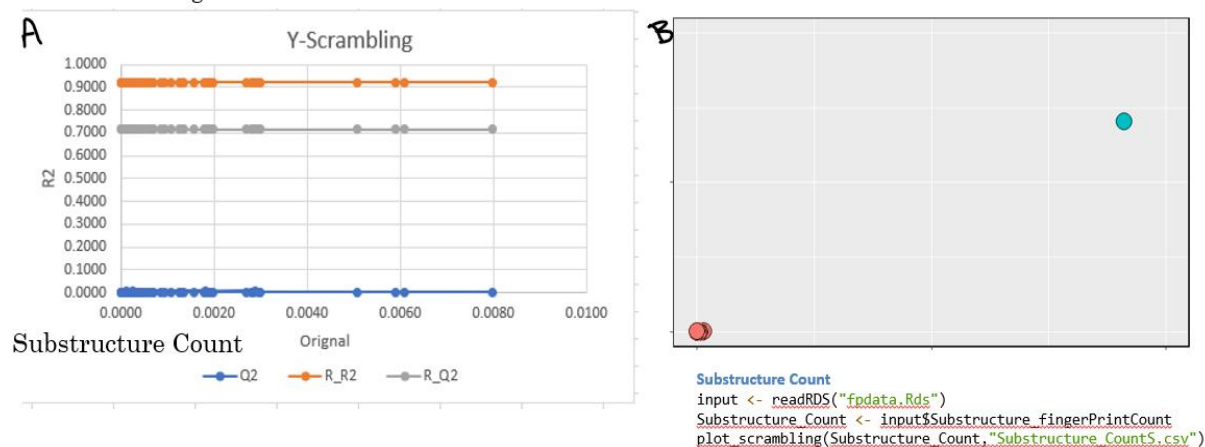 A
B
Y-Scrambling
1.0000
0.9000
0.8000
0.7000
0.6000
0.5000
0.4000
0.3000
0.2000
0.1000
0.0000
R2
0.0000 0.0020 0.0040 0.0060 0.0080 0.0100
Orignal
Substructure Count
Q2 R_R2 R_Q2
Substructure Count
input <- readRDS("fpdata.Rds")
Substructure_Count <- input$Substructure_fingerPrintCount
plot_scrambling(Substructure_Count,"Substructure_CountS.csv")